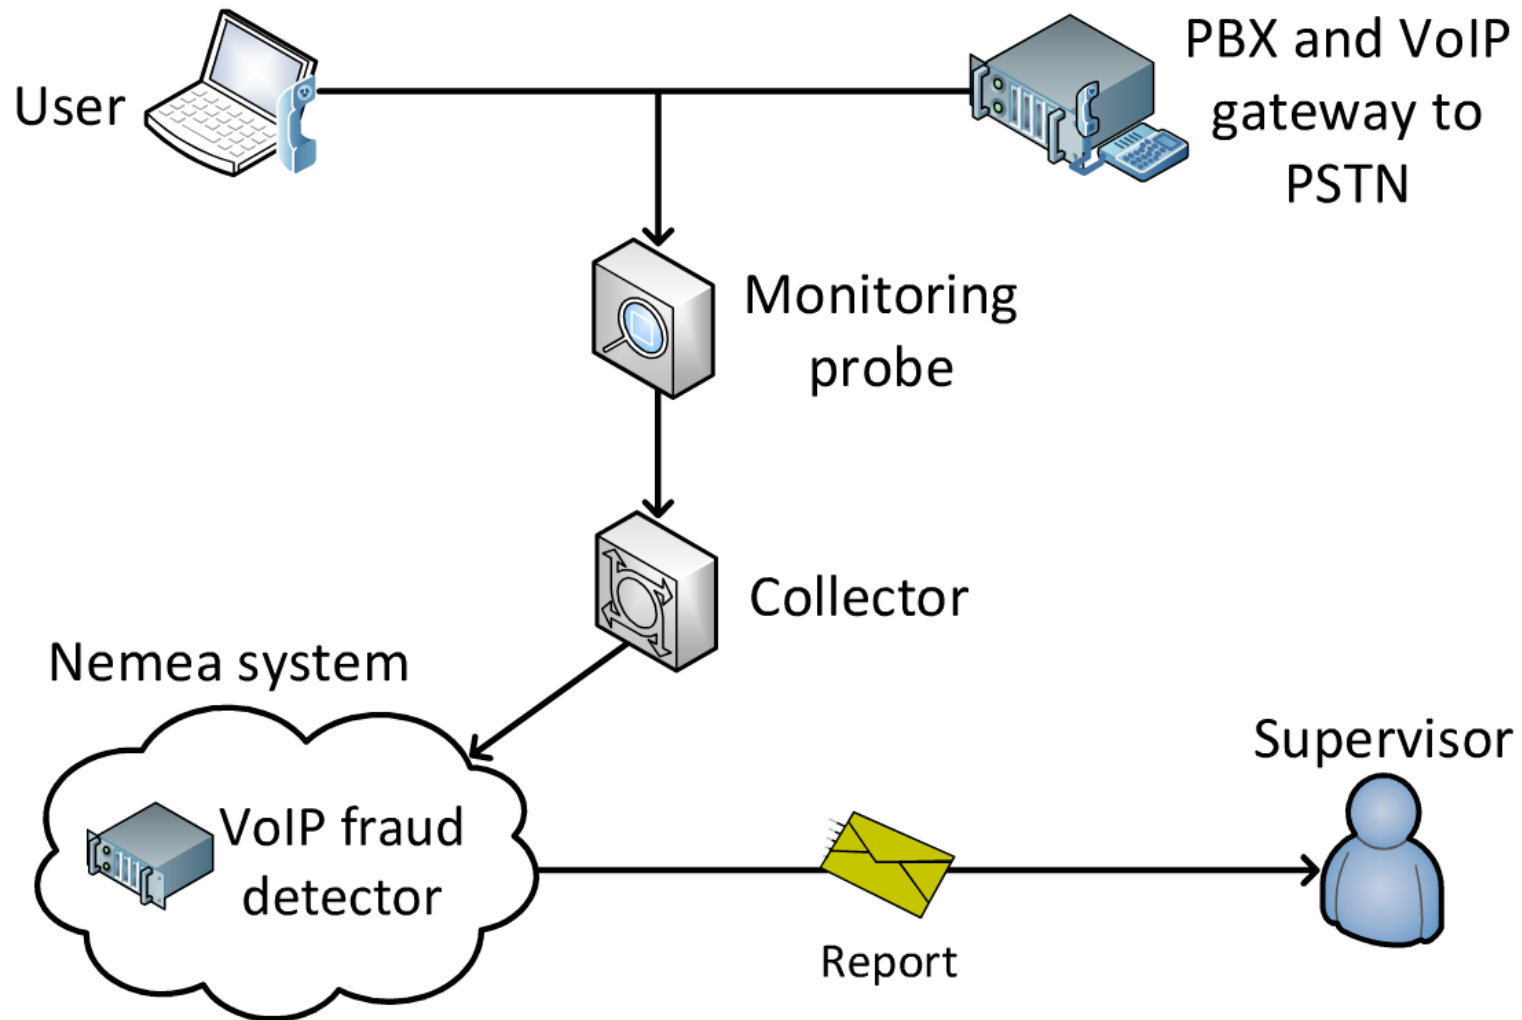 User
PBX and VoIP
gateway to
PSTN
Monitoring
probe
Collector
Nemea system
VoIP fraud
detector
Supervisor
Report